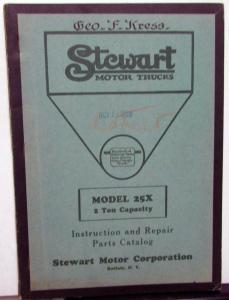 Geo. F. Kress.
Stewart
MOTOR TRUCKS
MODEL 25X
2 Ton Capacity
Instruction and Repair
Parts Catalog
Stewart Motor Corporation
Buffalo, N. Y.